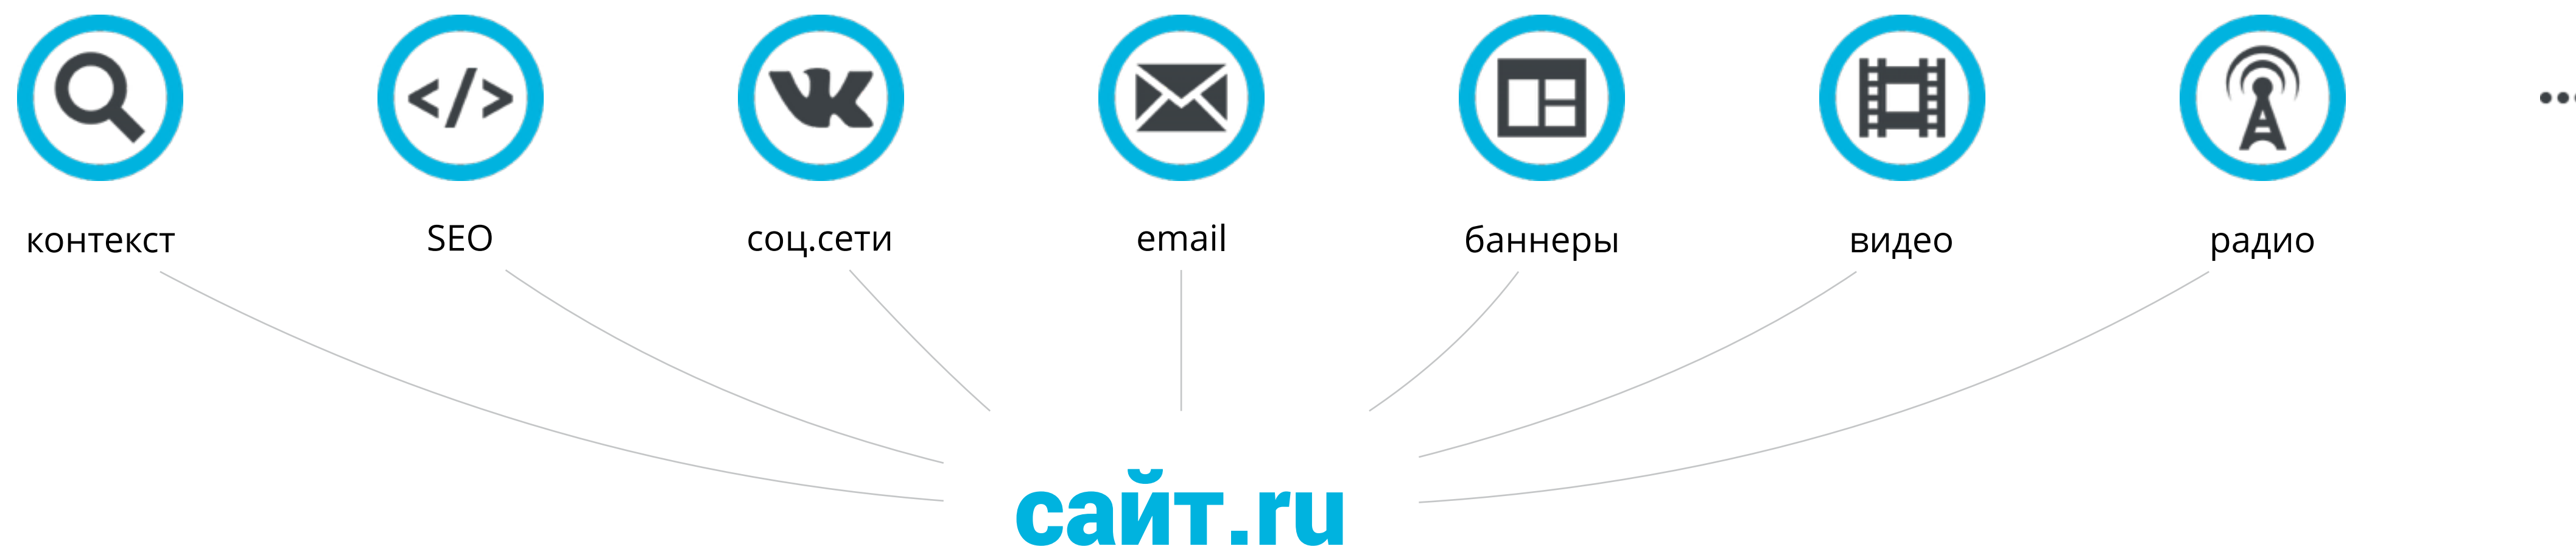 контекст
SEO
соц.сети
email
баннеры
видео
радио
сайт.ru